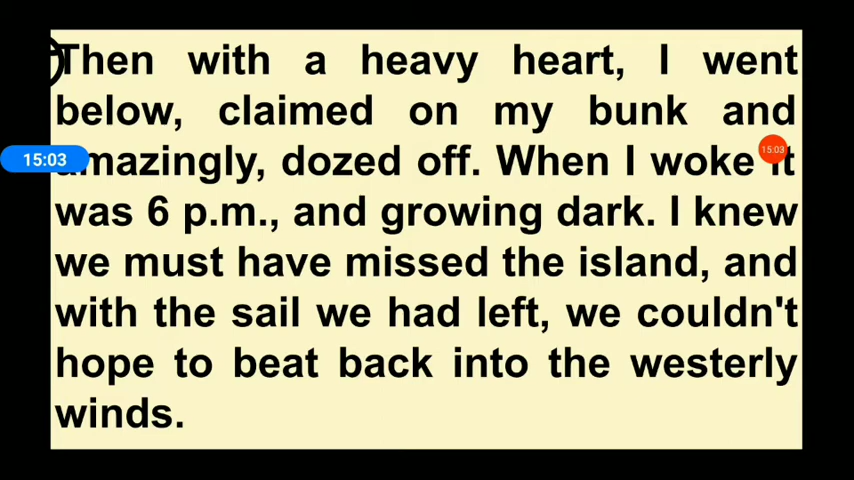 Then with a heavy heart, I went
below, claimed on my bunk and
15:03 amazingly, dozed off. When I woke it 15:03
was 6 p.m., and growing dark. I knew
we must have missed the island, and
with the sail we had left, we couldn't
hope to beat back into the westerly
winds.